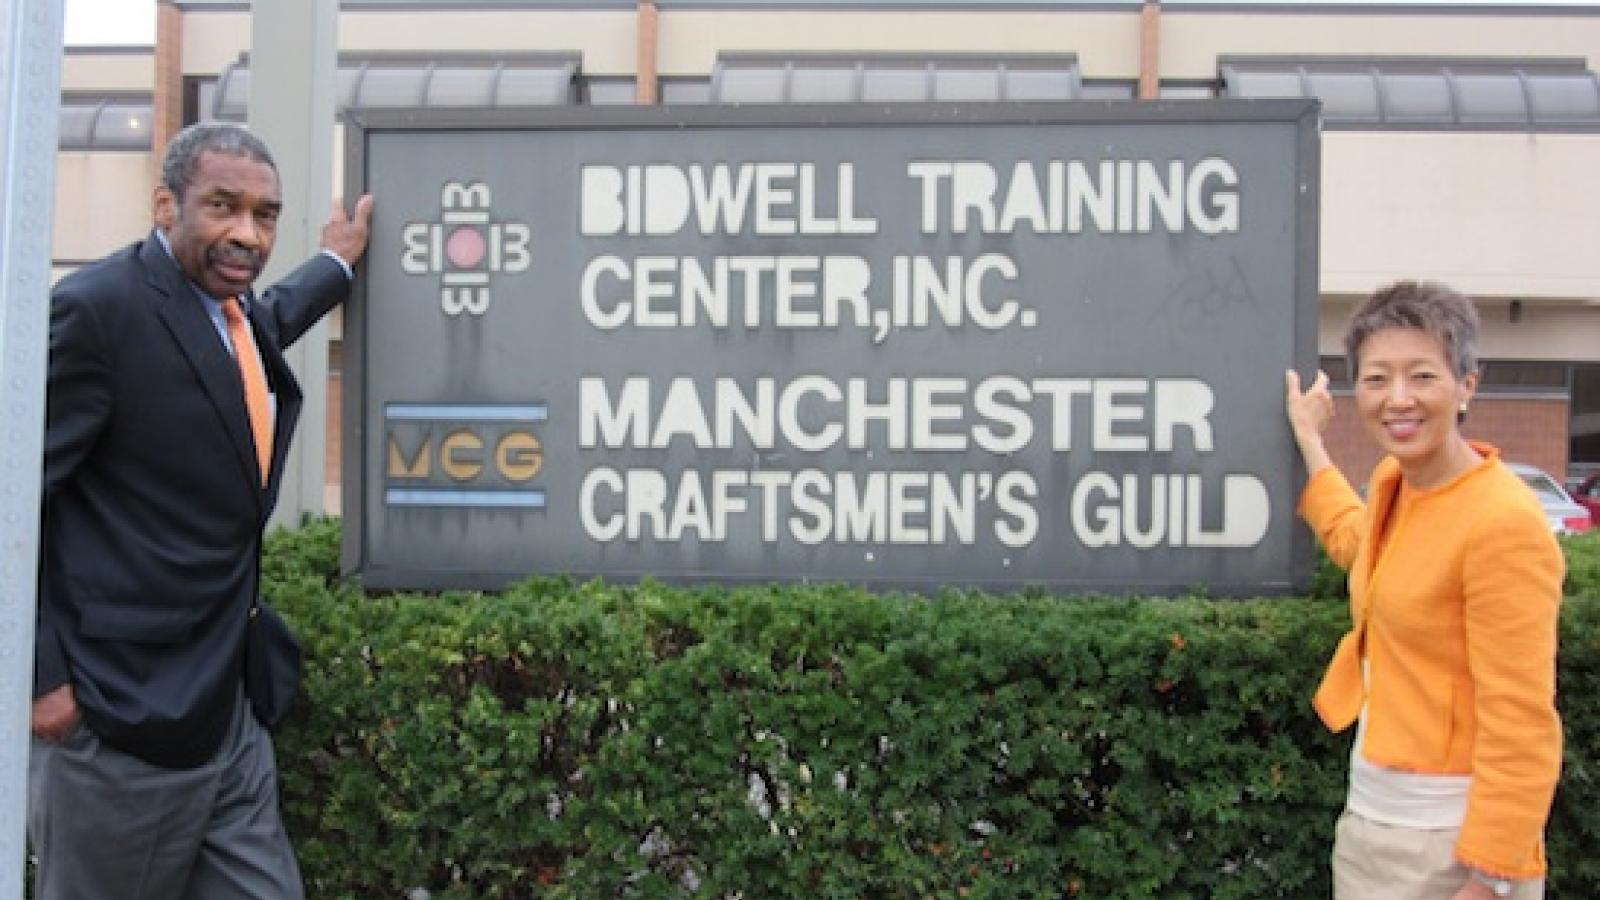 BIDWELL TRAINING
CENTER, INC.
MCG
MANCHESTER
CRAFTSMEN'S GUILD